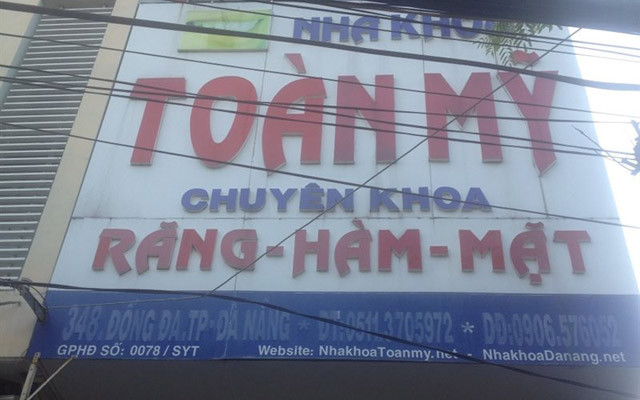 NHA KHOA
TOÀN MỸ
CHUYÊN KHOA
RĂNG-HÀM-MẶT
348. ĐỐNG ĐA.TP-ĐÀ NẴNG * ĐT:0511.3705972 * DĐ-0906.576052
GPHĐ SỐ: 0078 / SYT Website: NhakhoaToanmy.net - NhakhoaDanang.net